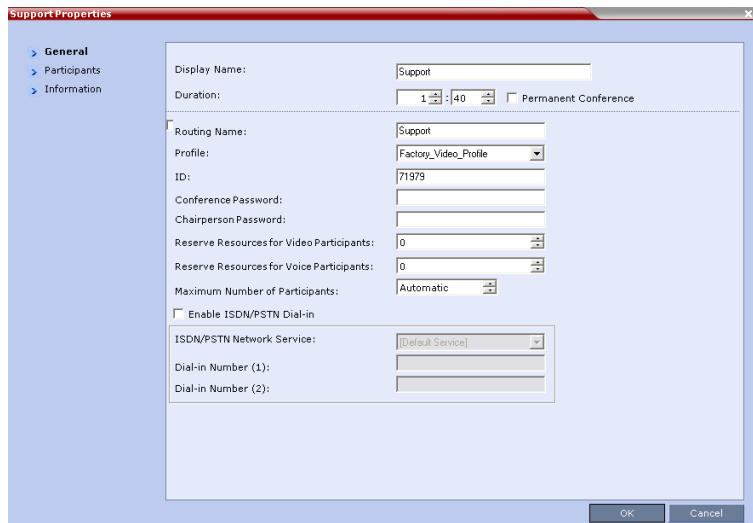 Support Properties
General
Participants
Information
Display Name: Support
Duration: 1 : 40 Permanent Conference
Routing Name: Support
Profile: Factory_Video_Profile
ID: 71979
Conference Password:
Chairperson Password:
Reserve Resources for Video Participants: 0
Reserve Resources for Voice Participants: 0
Maximum Number of Participants: Automatic
Enable ISDN/PSTN Dial-in
ISDN/PSTN Network Service: [Default Service]
Dial-in Number (1):
Dial-in Number (2):
OK Cancel